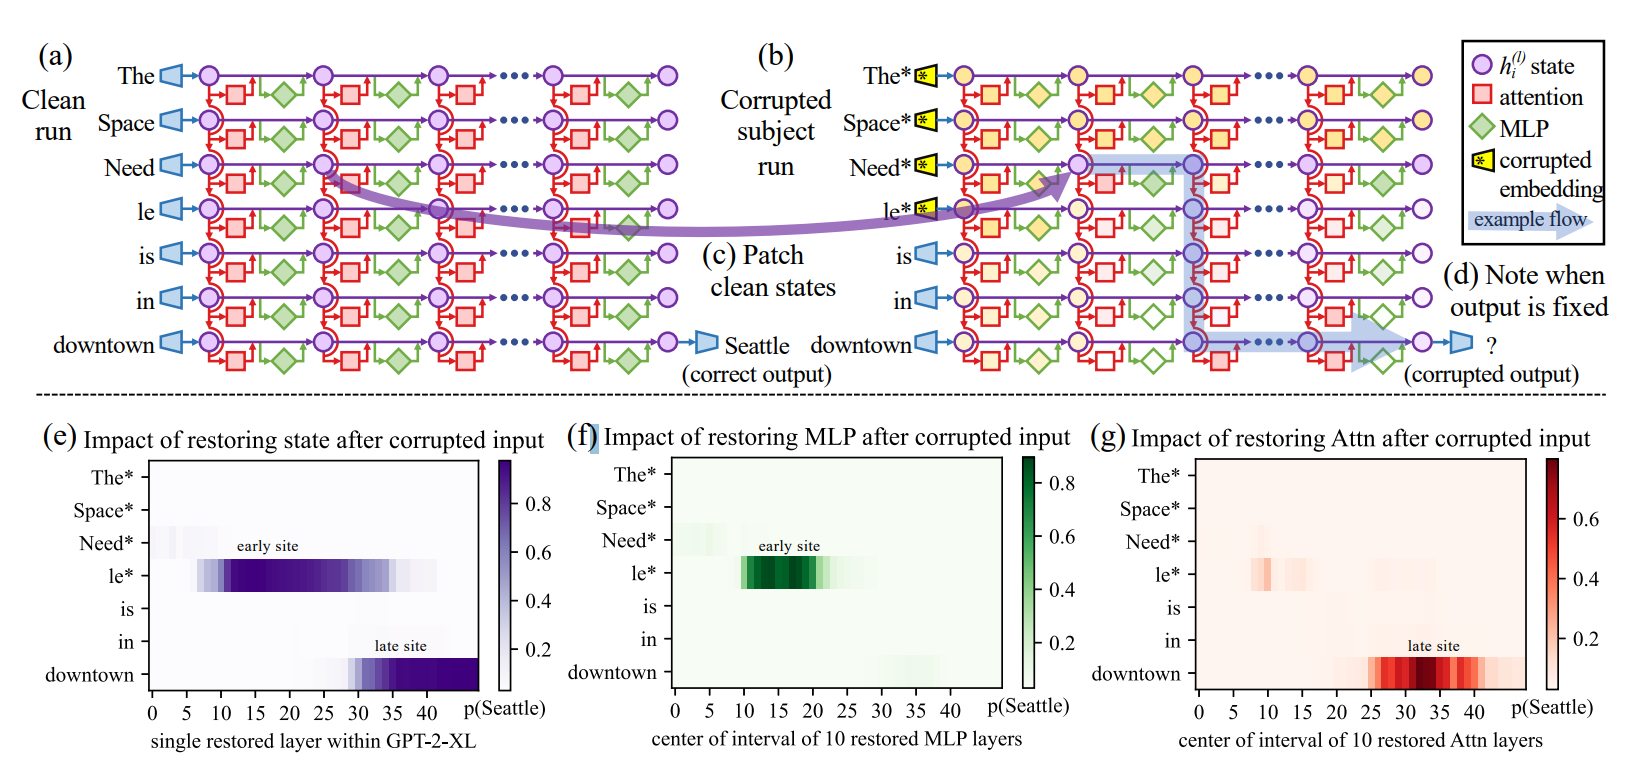 (a)
Clean
run
The
Space
Need
le
is
in
downtown
Seattle
(correct output)
(b)
Corrupted
subject
run
The*
Space*
Need*
le*
is
in
downtown
(c) Patch
clean states
?
(corrupted output)
(d) Note when
output is fixed
h_i^(l) state
attention
MLP
corrupted
embedding
example flow
(e) Impact of restoring state after corrupted input
The*
Space*
Need*
le*
is
in
downtown
early site
late site
0 5 10 15 20 25 30 35 40
0.8
0.6
0.4
0.2
p(Seattle)
single restored layer within GPT-2-XL
(f) Impact of restoring MLP after corrupted input
The*
Space*
Need*
le*
is
in
downtown
early site
0 5 10 15 20 25 30 35 40
0.8
0.6
0.4
0.2
p(Seattle)
center of interval of 10 restored MLP layers
(g) Impact of restoring Attn after corrupted input
The*
Space*
Need*
le*
is
in
downtown
late site
0 5 10 15 20 25 30 35 40
0.6
0.4
0.2
p(Seattle)
center of interval of 10 restored Attn layers